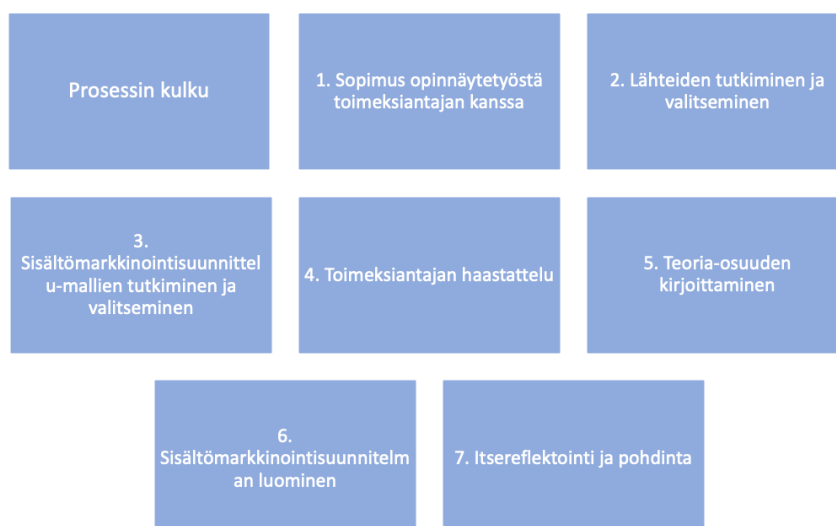 Prosessin kulku
1. Sopimus opinnäytetyöstä
toimeksiantajan kanssa
2. Lähteiden tutkiminen ja
valitseminen
3.
Sisältömarkkinointisuunnittel
u-mallien tutkiminen ja
valitseminen
4. Toimeksiantajan haastattelu
5. Teoria-osuuden
kirjoittaminen
6.
Sisältömarkkinointisuunnitelm
an luominen
7. Itsereflektointi ja pohdinta